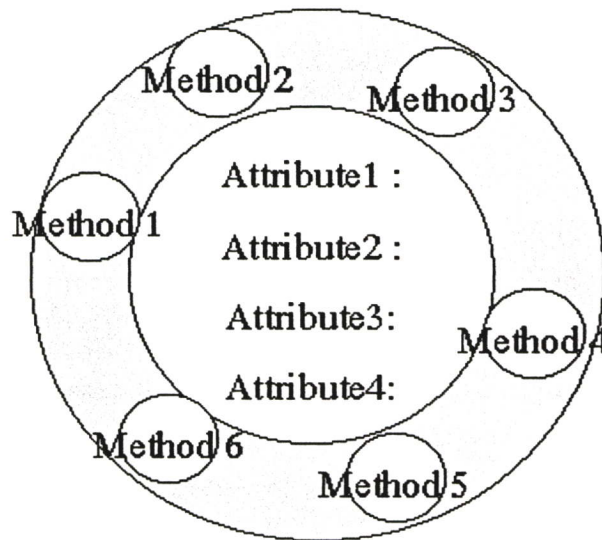 Method 2
Method 3
Attribute1 :
Method 1
Attribute2 :
Attribute3:
Method 4
Attribute4:
Method 6
Method 5